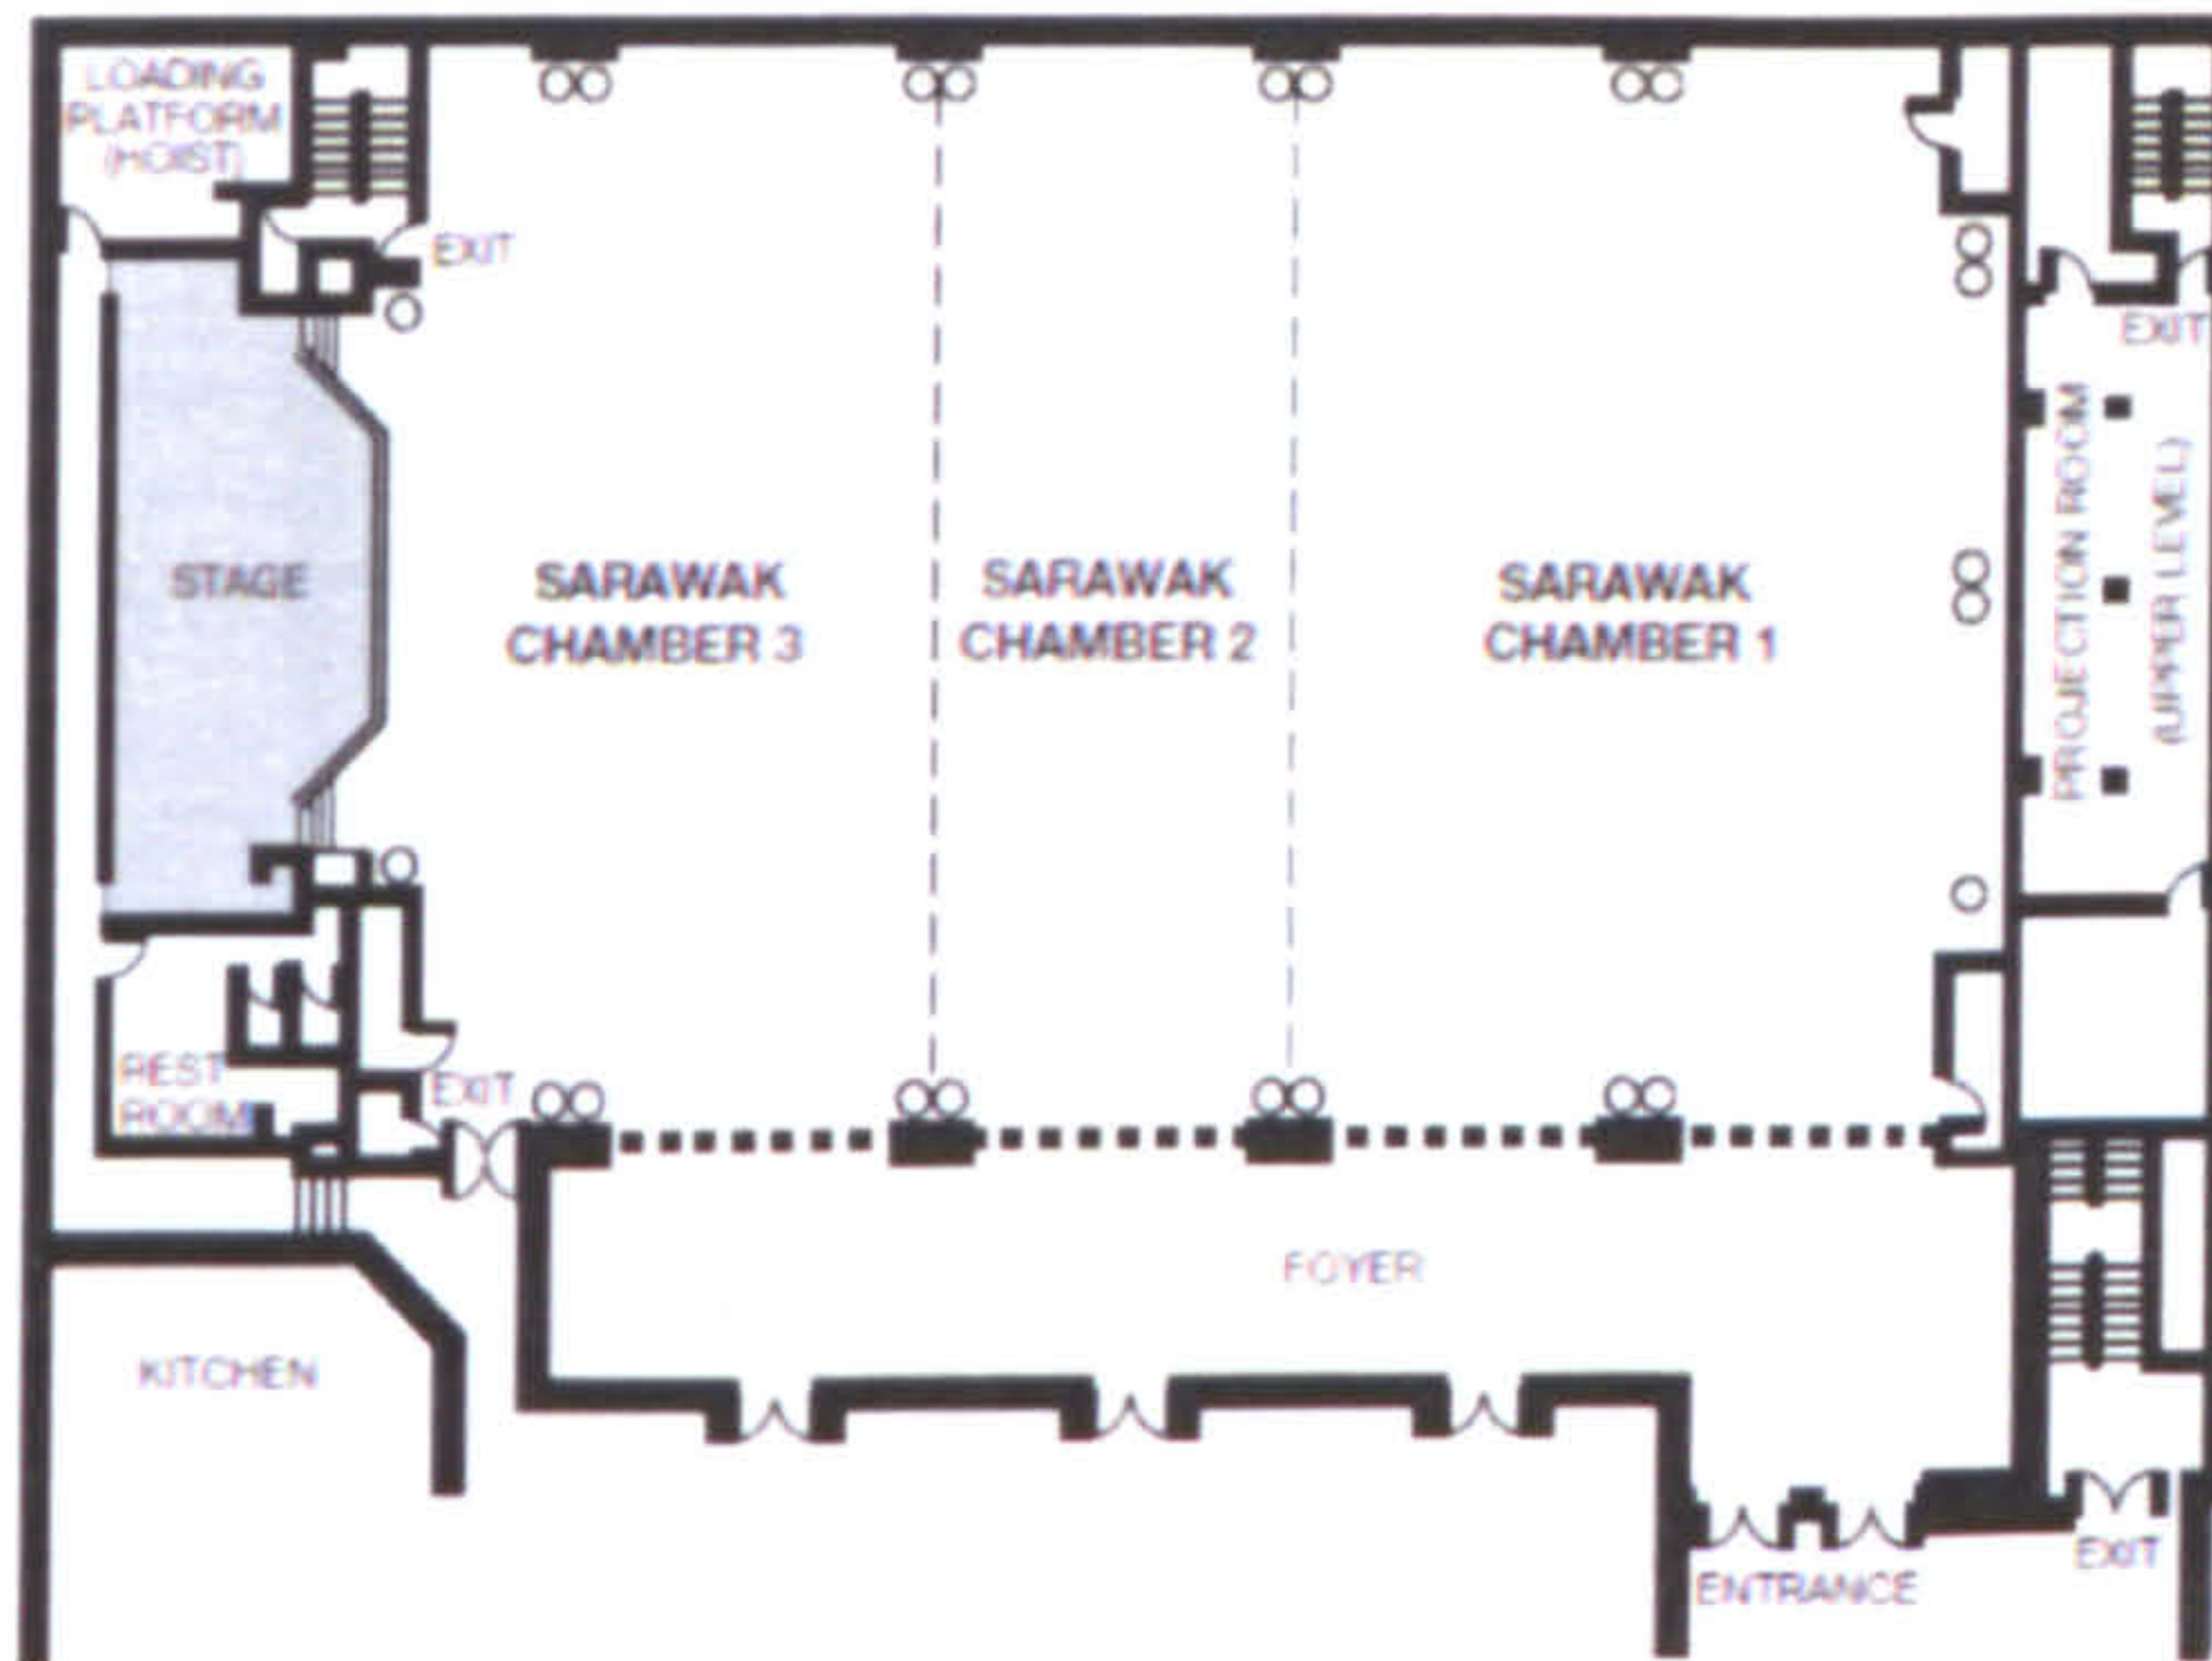 LOADING
PLATFORM
(HOIST)
EXIT
EXIT
PROJECTION ROOM
(UPPER LEVEL)
STAGE
SARAWAK
CHAMBER 3
SARAWAK
CHAMBER 2
SARAWAK
CHAMBER 1
REST
ROOM
EXIT
FOYER
KITCHEN
ENTRANCE
EXIT